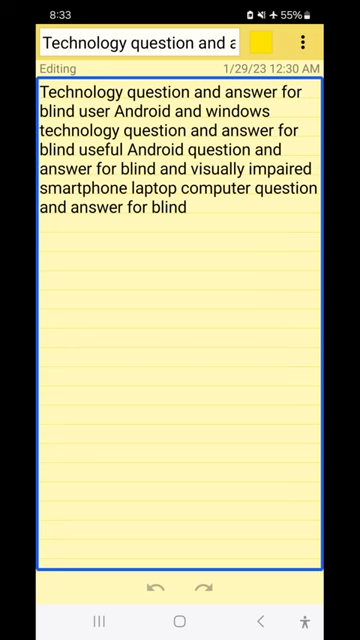 8:33
55%
Technology question and a
Editing
1/29/23 12:30 AM
Technology question and answer for
blind user Android and windows
technology question and answer for
blind useful Android question and
answer for blind and visually impaired
smartphone laptop computer question
and answer for blind